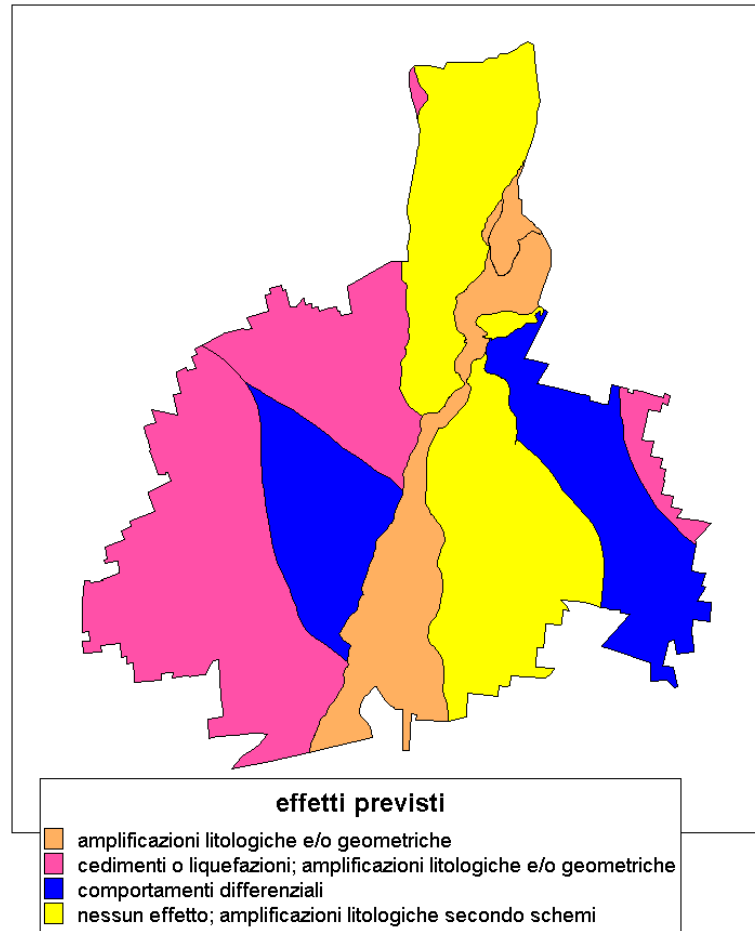 effetti previsti
amplificazioni litologiche e/o geometriche
cedimenti o liquefazioni; amplificazioni litologiche e/o geometriche
comportamenti differenziali
nessun effetto; amplificazioni litologiche secondo schemi